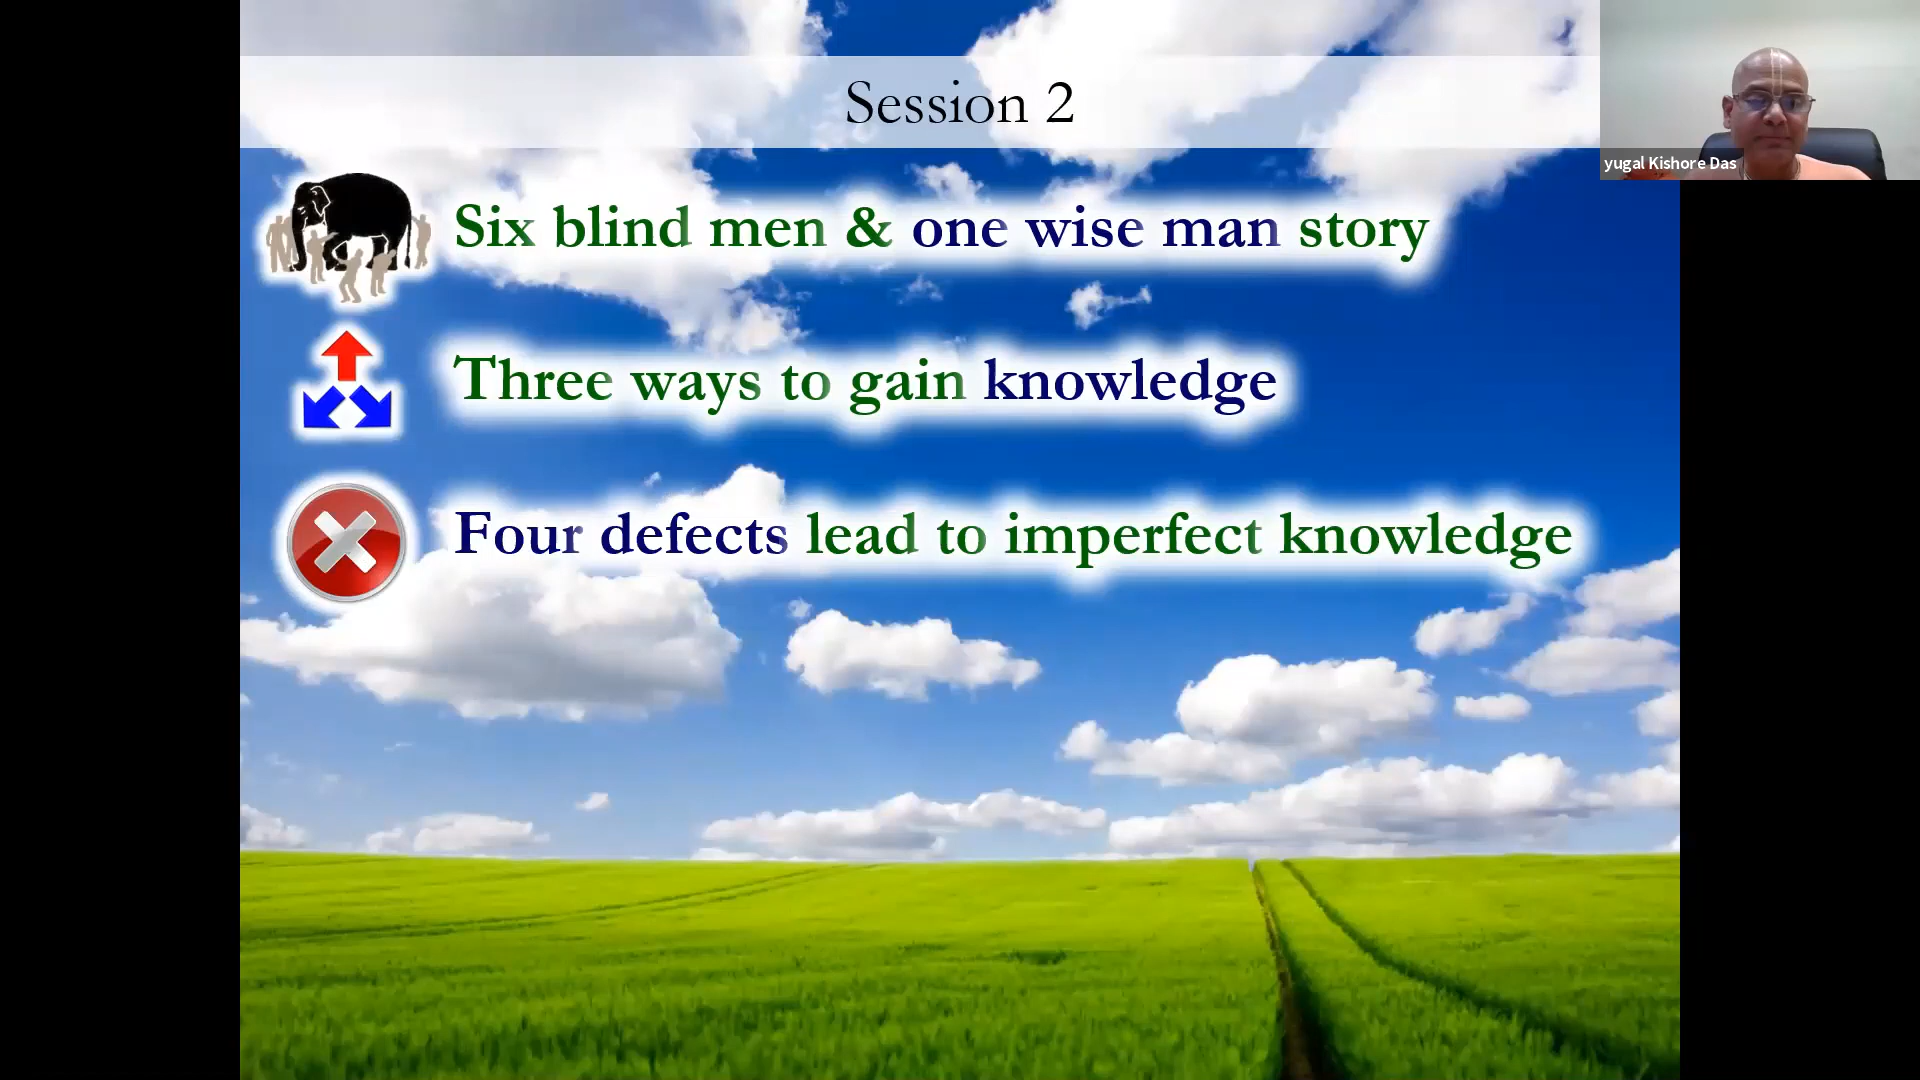 Session 2
yugal Kishore Das
Six blind men & one wise man story
Three ways to gain knowledge
Four defects lead to imperfect knowledge